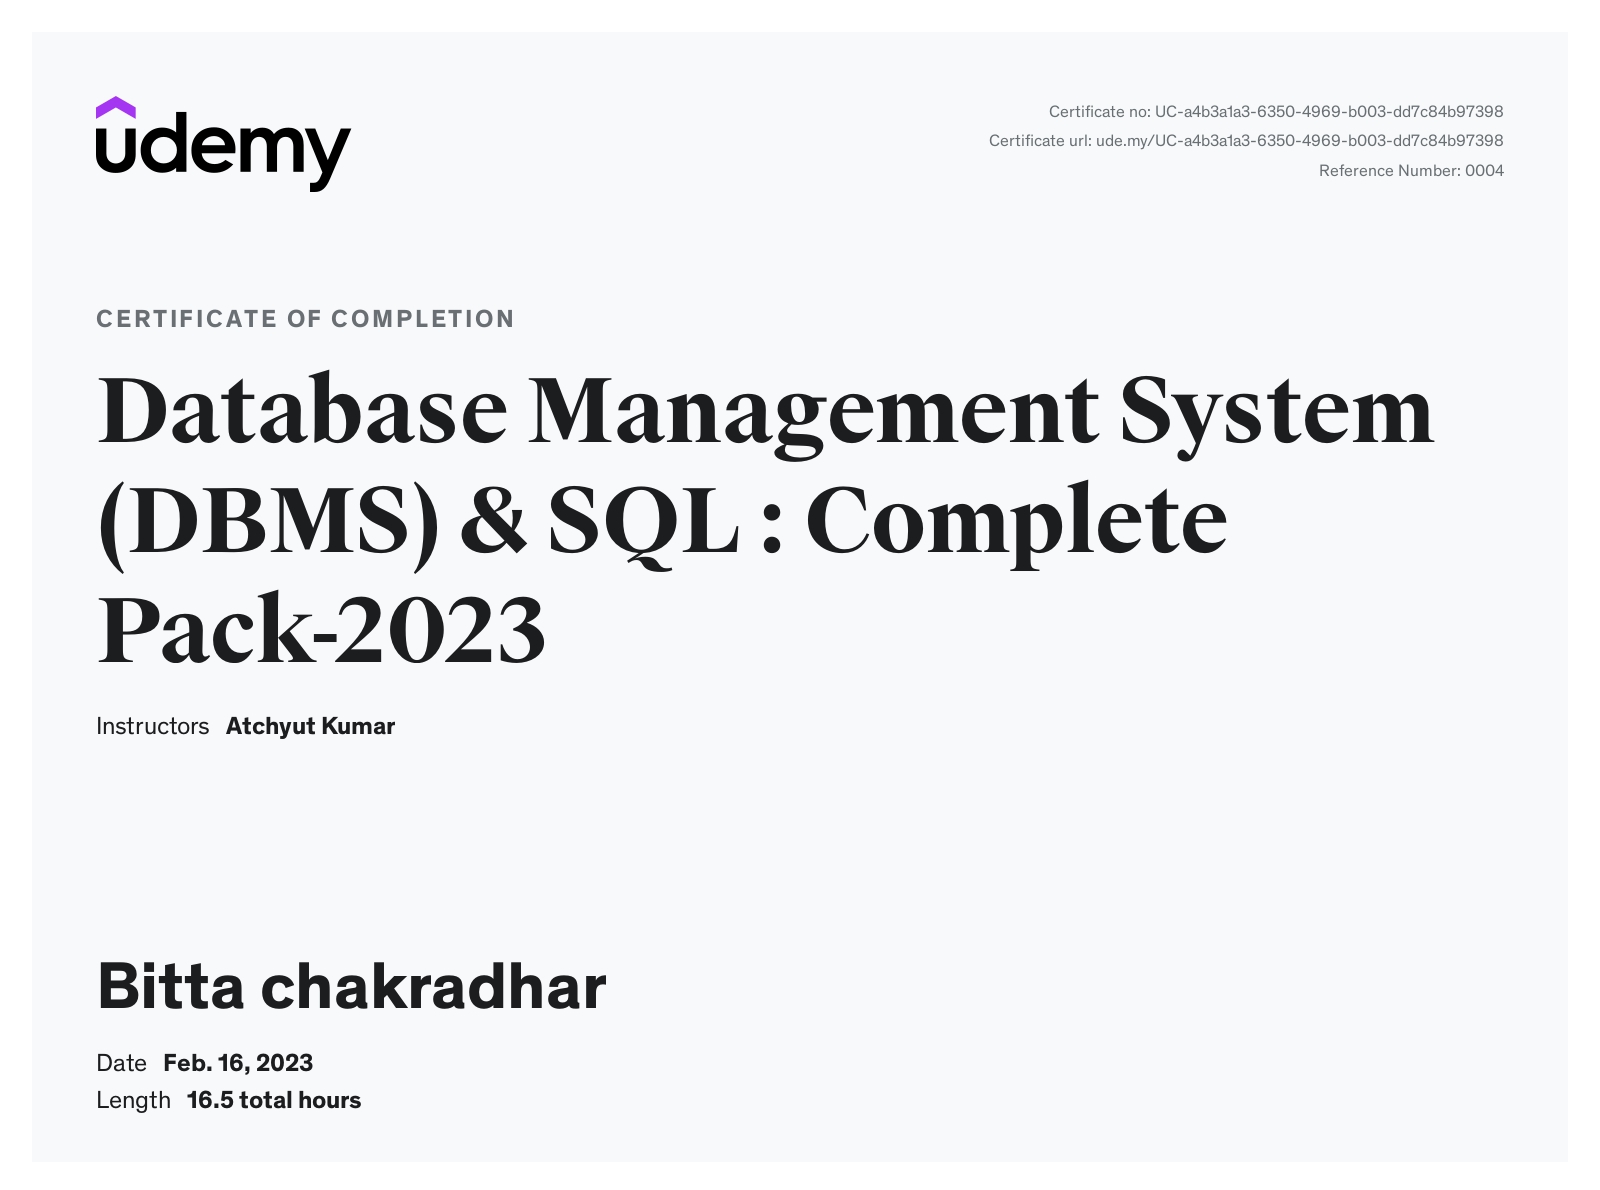 udemy
Certificate no: UC-a4b3a1a3-6350-4969-b003-dd7c84b97398
Certificate url: ude.my/UC-a4b3a1a3-6350-4969-b003-dd7c84b97398
Reference Number: 0004
CERTIFICATE OF COMPLETION
Database Management System
(DBMS) & SQL : Complete
Pack-2023
Instructors Atchyut Kumar
Bitta chakradhar
Date Feb. 16, 2023
Length 16.5 total hours